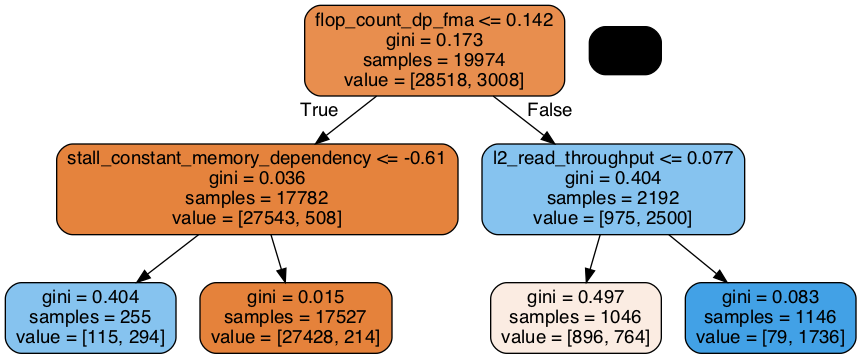 flop_count_dp_fma <= 0.142
gini = 0.173
samples = 19974
value = [28518, 3008]
True
False
stall_constant_memory_dependency <= -0.61
gini = 0.036
samples = 17782
value = [27543, 508]
l2_read_throughput <= 0.077
gini = 0.404
samples = 2192
value = [975, 2500]
gini = 0.404
samples = 255
value = [115, 294]
gini = 0.015
samples = 17527
value = [27428, 214]
gini = 0.497
samples = 1046
value = [896, 764]
gini = 0.083
samples = 1146
value = [79, 1736]